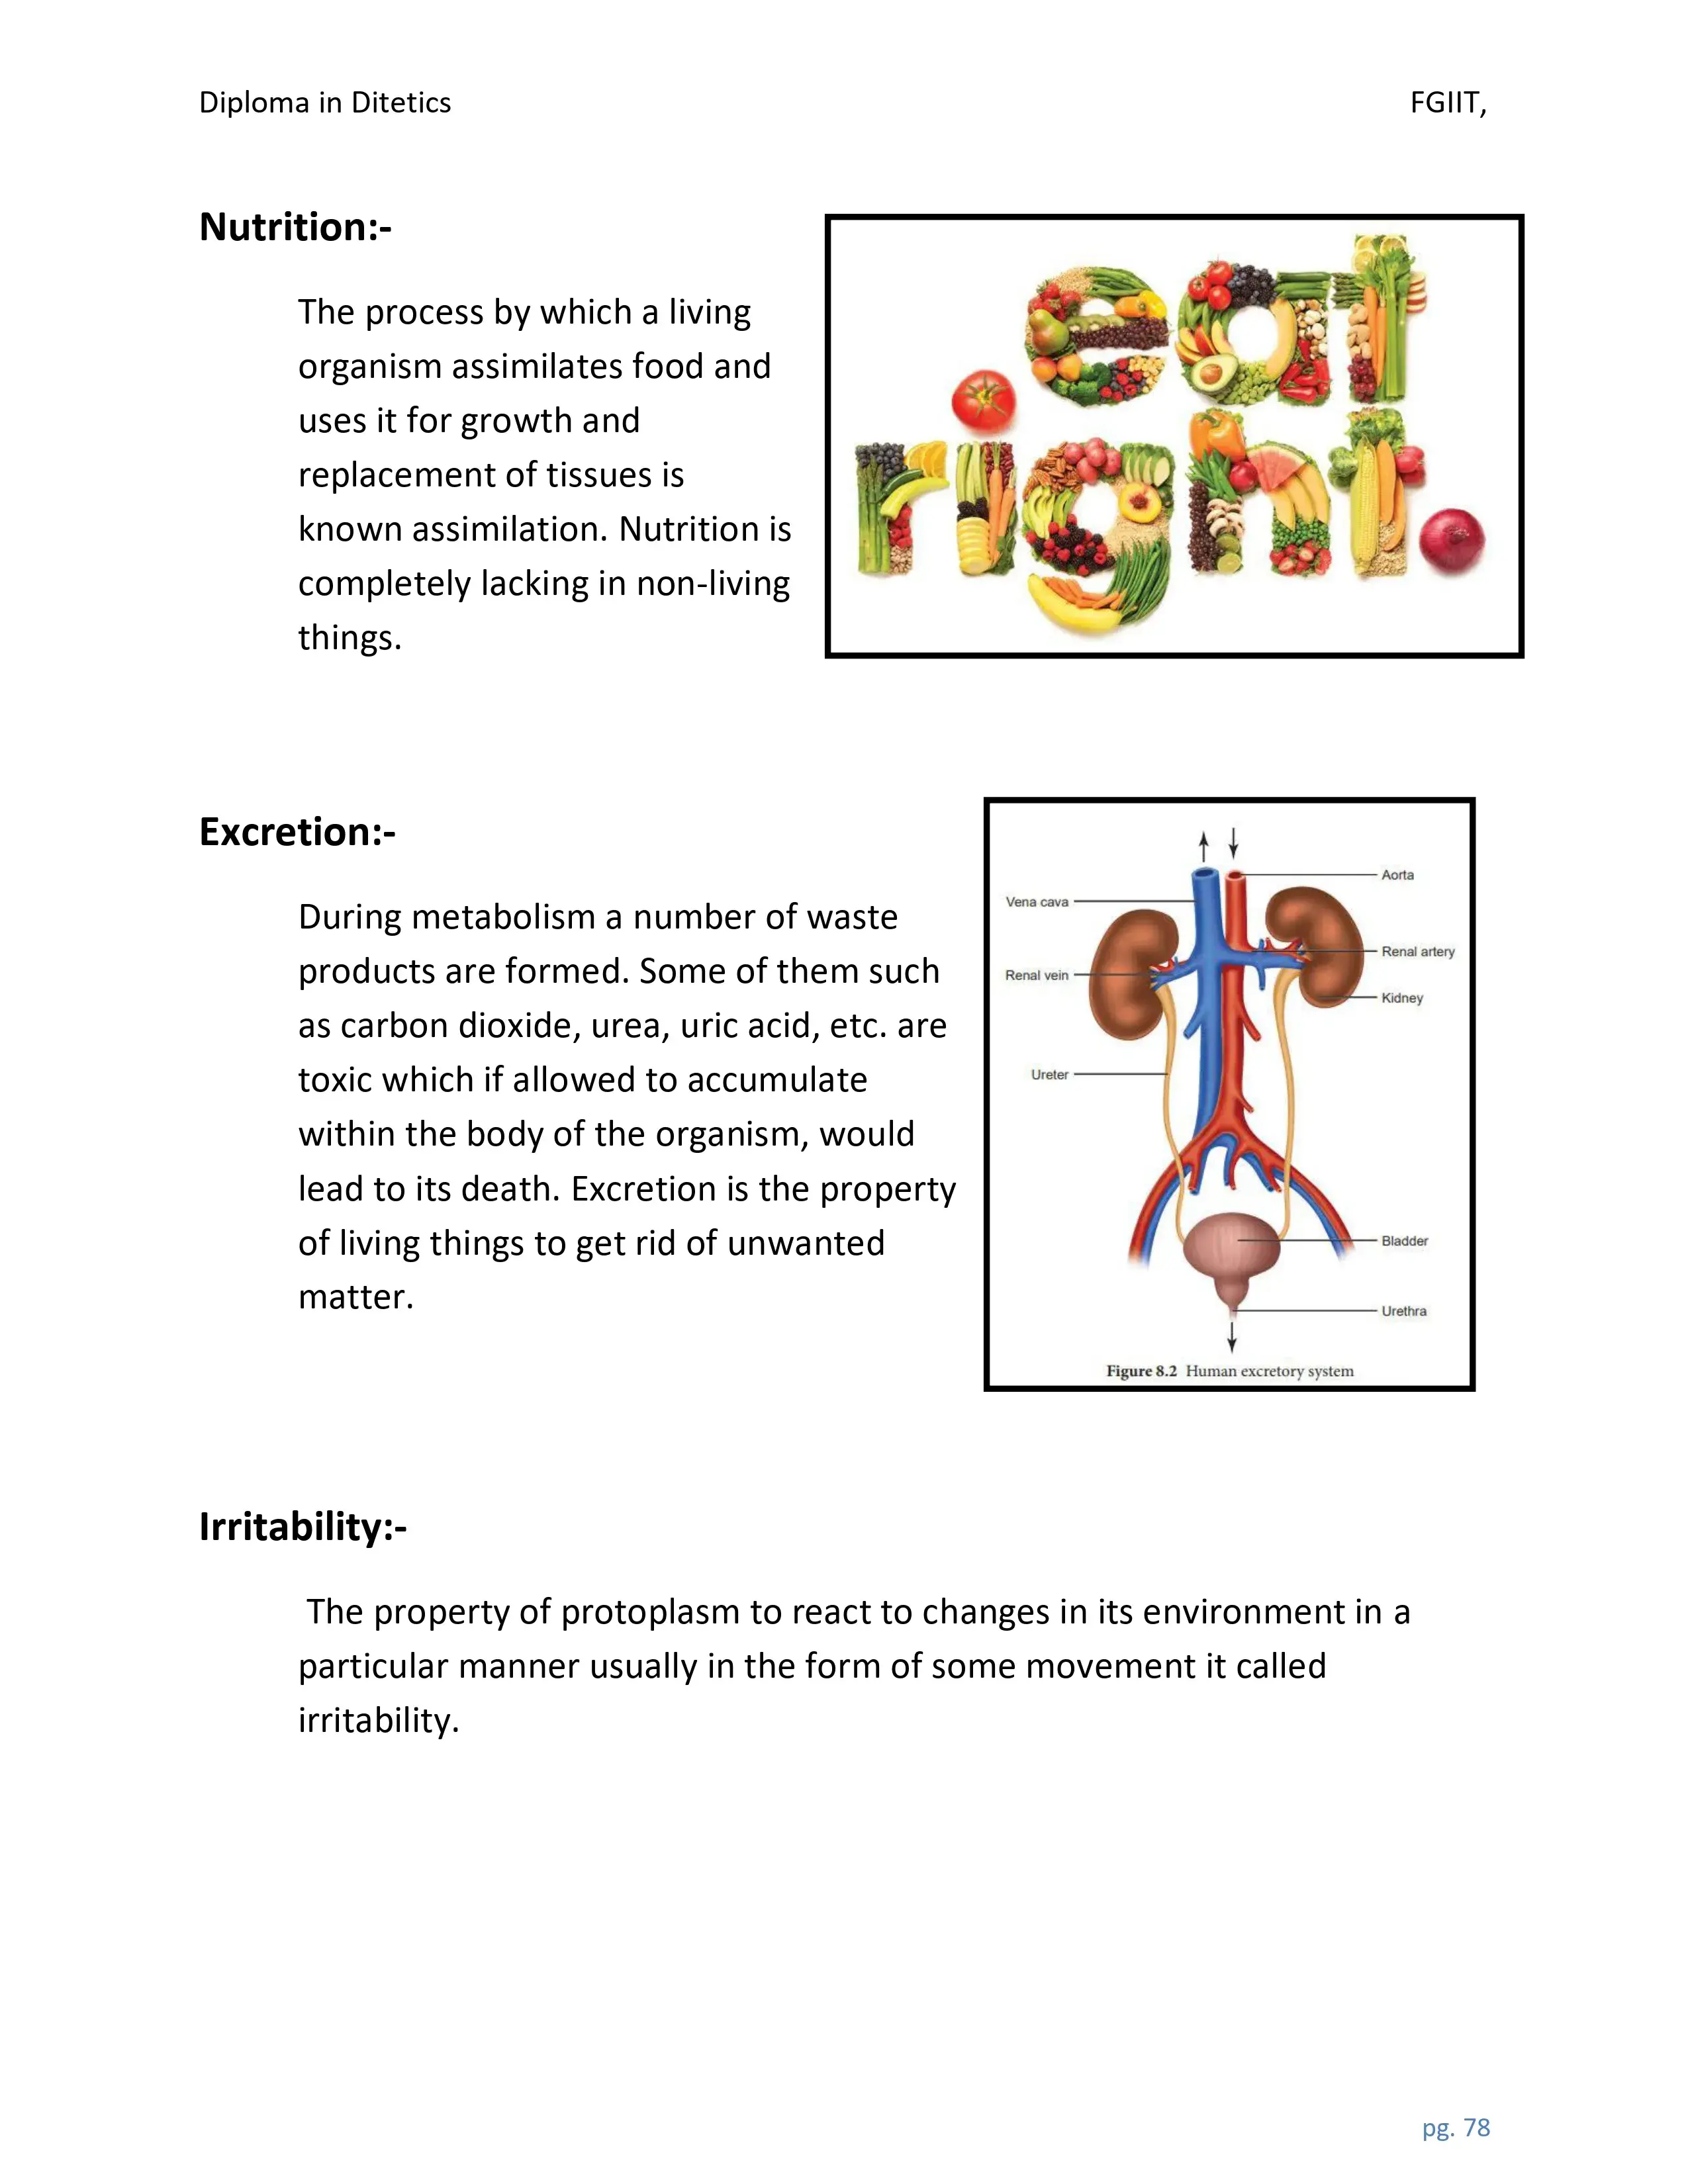 Diploma in Ditetics FGIIT,
Nutrition:-
The process by which a living
organism assimilates food and
uses it for growth and
replacement of tissues is
known assimilation. Nutrition is
completely lacking in non-living
things.
eat
right.
Excretion:-
During metabolism a number of waste
products are formed. Some of them such
as carbon dioxide, urea, uric acid, etc. are
toxic which if allowed to accumulate
within the body of the organism, would
lead to its death. Excretion is the property
of living things to get rid of unwanted
matter.
Aorta
Vena cava
Renal artery
Renal vein
Kidney
Ureter
Bladder
Urethra
Figure 8.2 Human excretory system
Irritability:-
The property of protoplasm to react to changes in its environment in a
particular manner usually in the form of some movement it called
irritability.
pg. 78